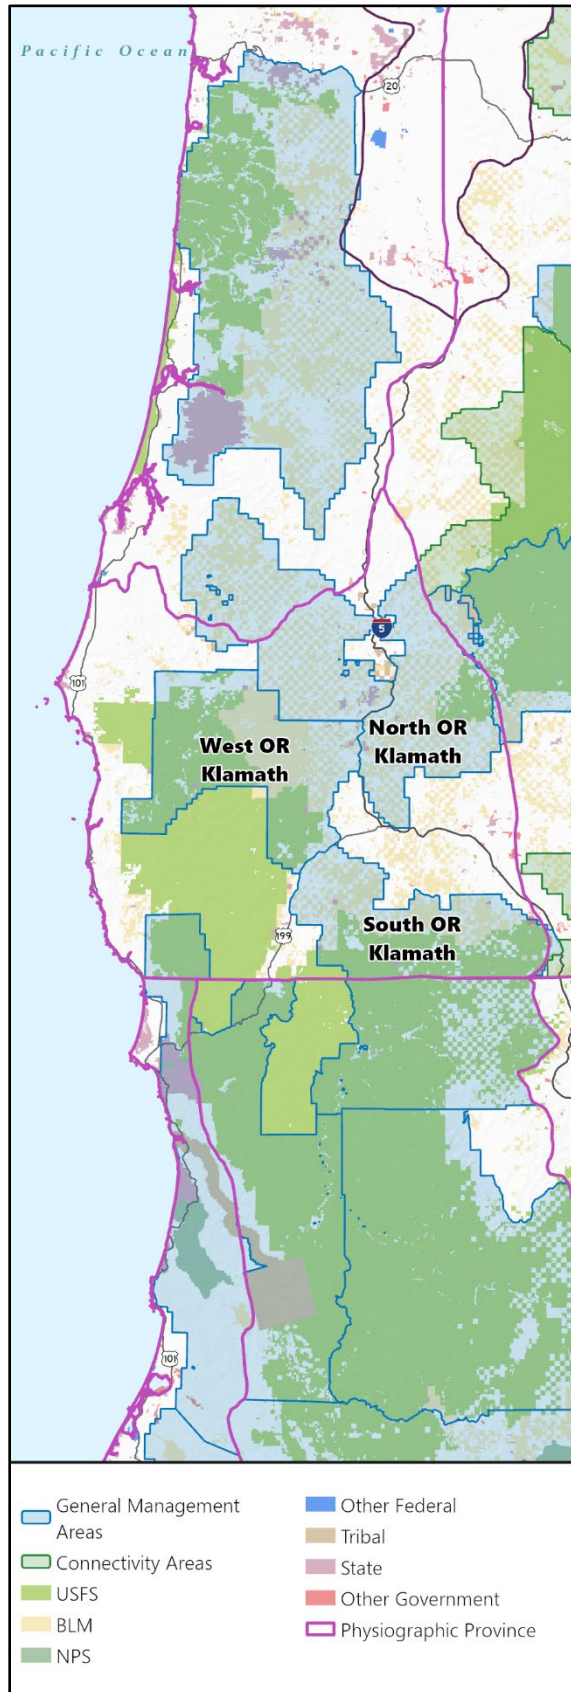 Pacific Ocean
20
5
101
West OR
Klamath
North OR
Klamath
South OR
Klamath
199
101
General Management
Areas
Connectivity Areas
USFS
BLM
NPS
Other Federal
Tribal
State
Other Government
Physiographic Province